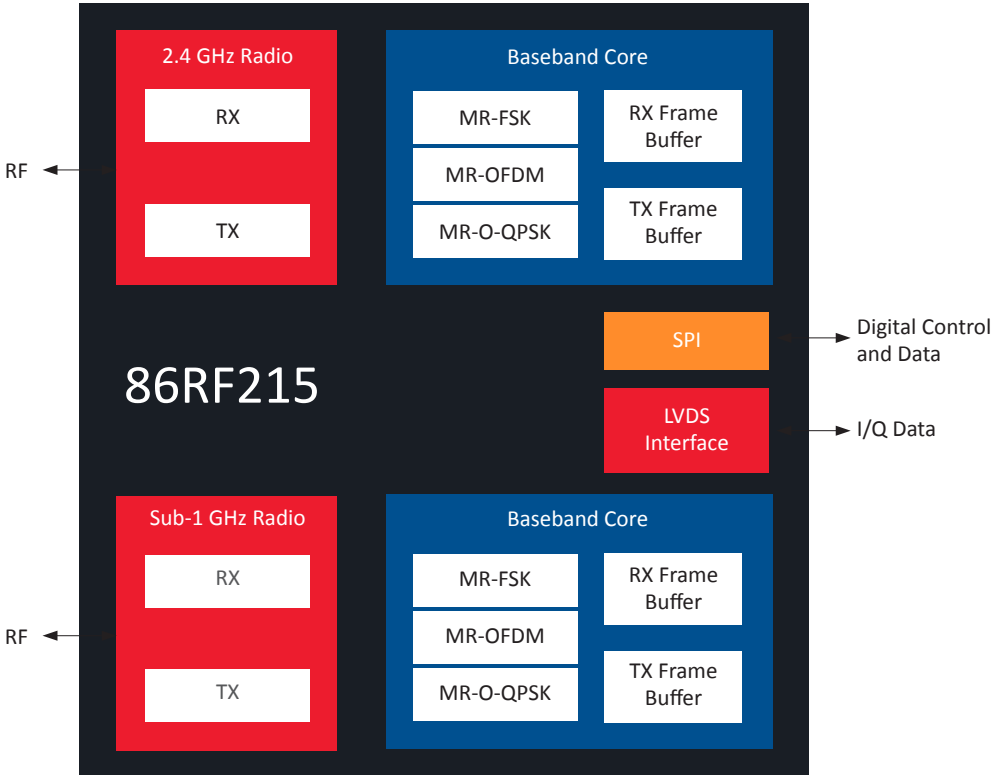 2.4 GHz Radio
RX
TX
RF
Baseband Core
MR-FSK
MR-OFDM
MR-O-QPSK
RX Frame
Buffer
TX Frame
Buffer
86RF215
SPI
Digital Control
and Data
LVDS
Interface
I/Q Data
Sub-1 GHz Radio
RX
TX
RF
Baseband Core
MR-FSK
MR-OFDM
MR-O-QPSK
RX Frame
Buffer
TX Frame
Buffer